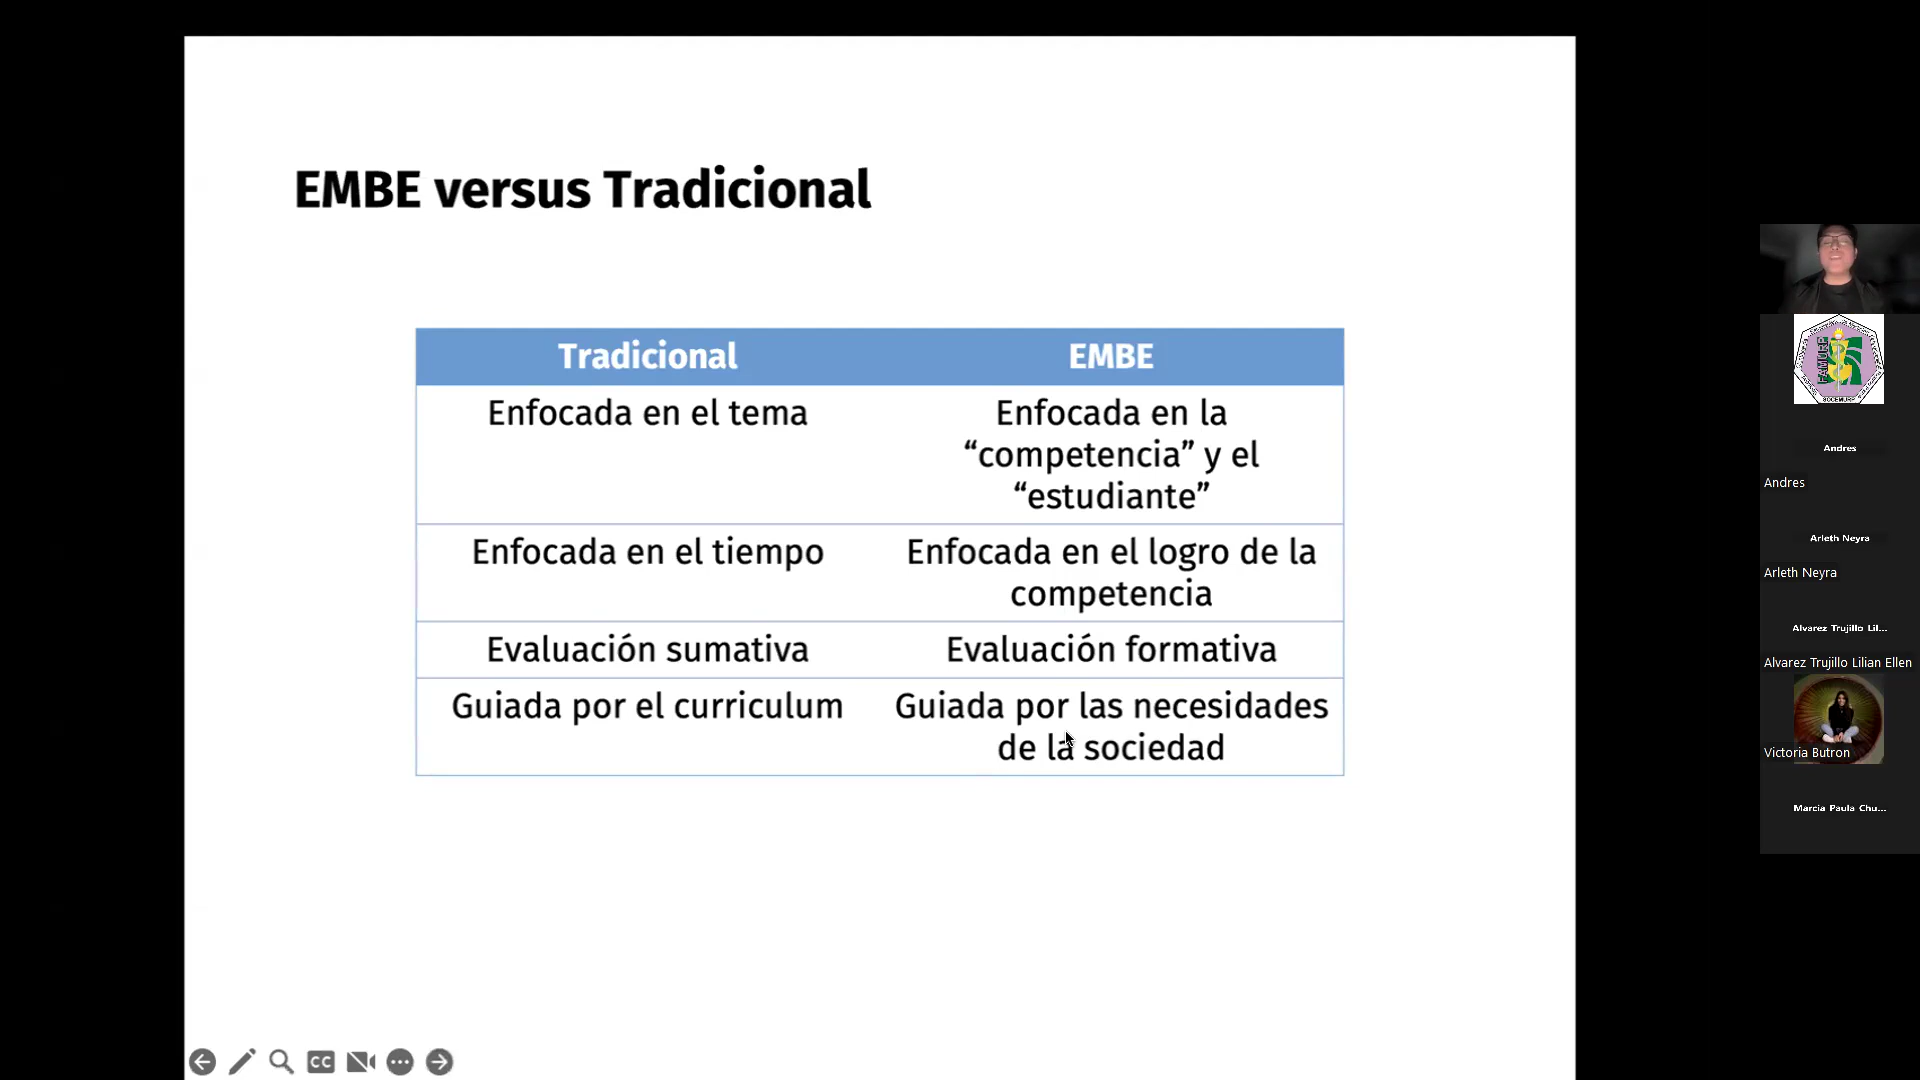 EMBE versus Tradicional
Tradicional
EMBE
Enfocada en el tema
Enfocada en la
“competencia” y el
“estudiante”
Enfocada en el tiempo
Enfocada en el logro de la
competencia
Evaluación sumativa
Evaluación formativa
Guiada por el curriculum
Guiada por las necesidades
de la sociedad
CC
FAMURP
SOCEMURP
Andres
Andres
Arleth Neyra
Arleth Neyra
Alvarez Trujillo Lil...
Alvarez Trujillo Lilian Ellen
Victoria Butron
Marcia Paula Chu...